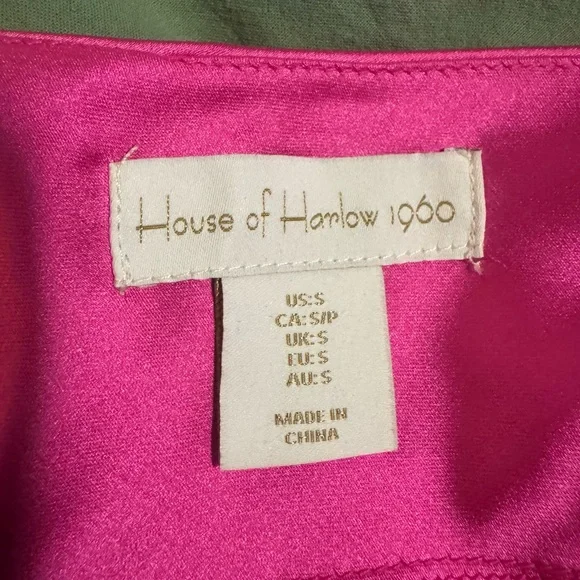 House of Harlow 1960
US: S
CA: S/P
UK: S
EU: S
AU: S
MADE IN
CHINA